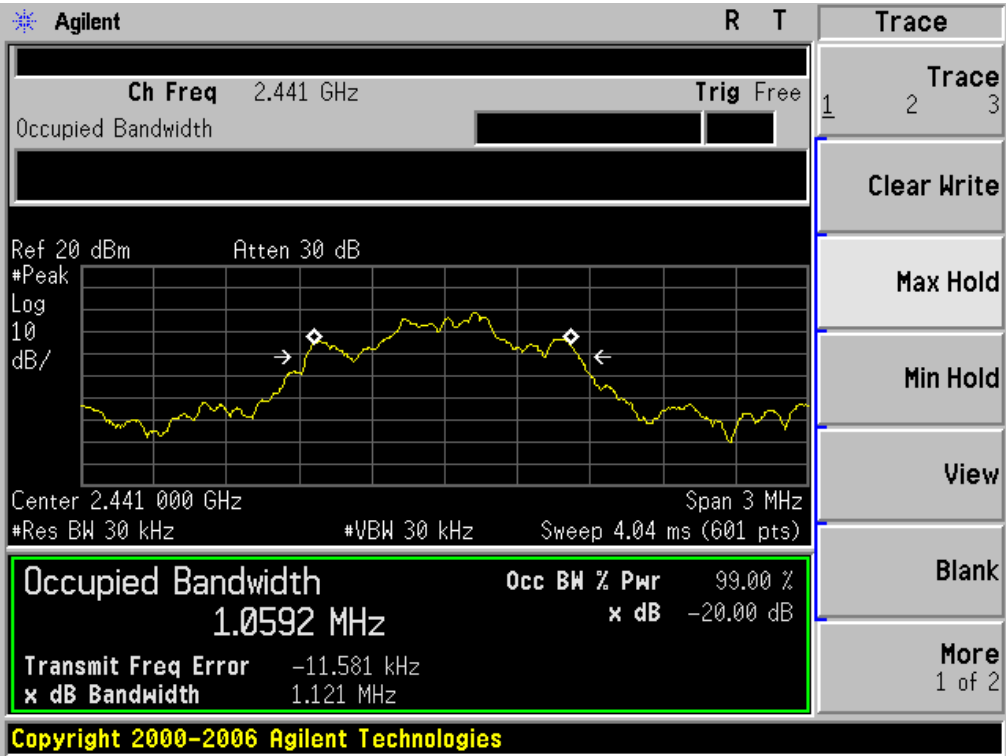 Agilent R T Trace
Ch Freq 2.441 GHz Trig Free
Occupied Bandwidth
Trace
1 2 3
Clear Write
Max Hold
Min Hold
View
Blank
More
1 of 2
Ref 20 dBm Atten 30 dB
#Peak
Log
10
dB/
Center 2.441 000 GHz Span 3 MHz
#Res BW 30 kHz #VBW 30 kHz Sweep 4.04 ms (601 pts)
Occupied Bandwidth Occ BW % Pwr 99.00 %
1.0592 MHz x dB -20.00 dB
Transmit Freq Error -11.581 kHz
x dB Bandwidth 1.121 MHz
Copyright 2000-2006 Agilent Technologies